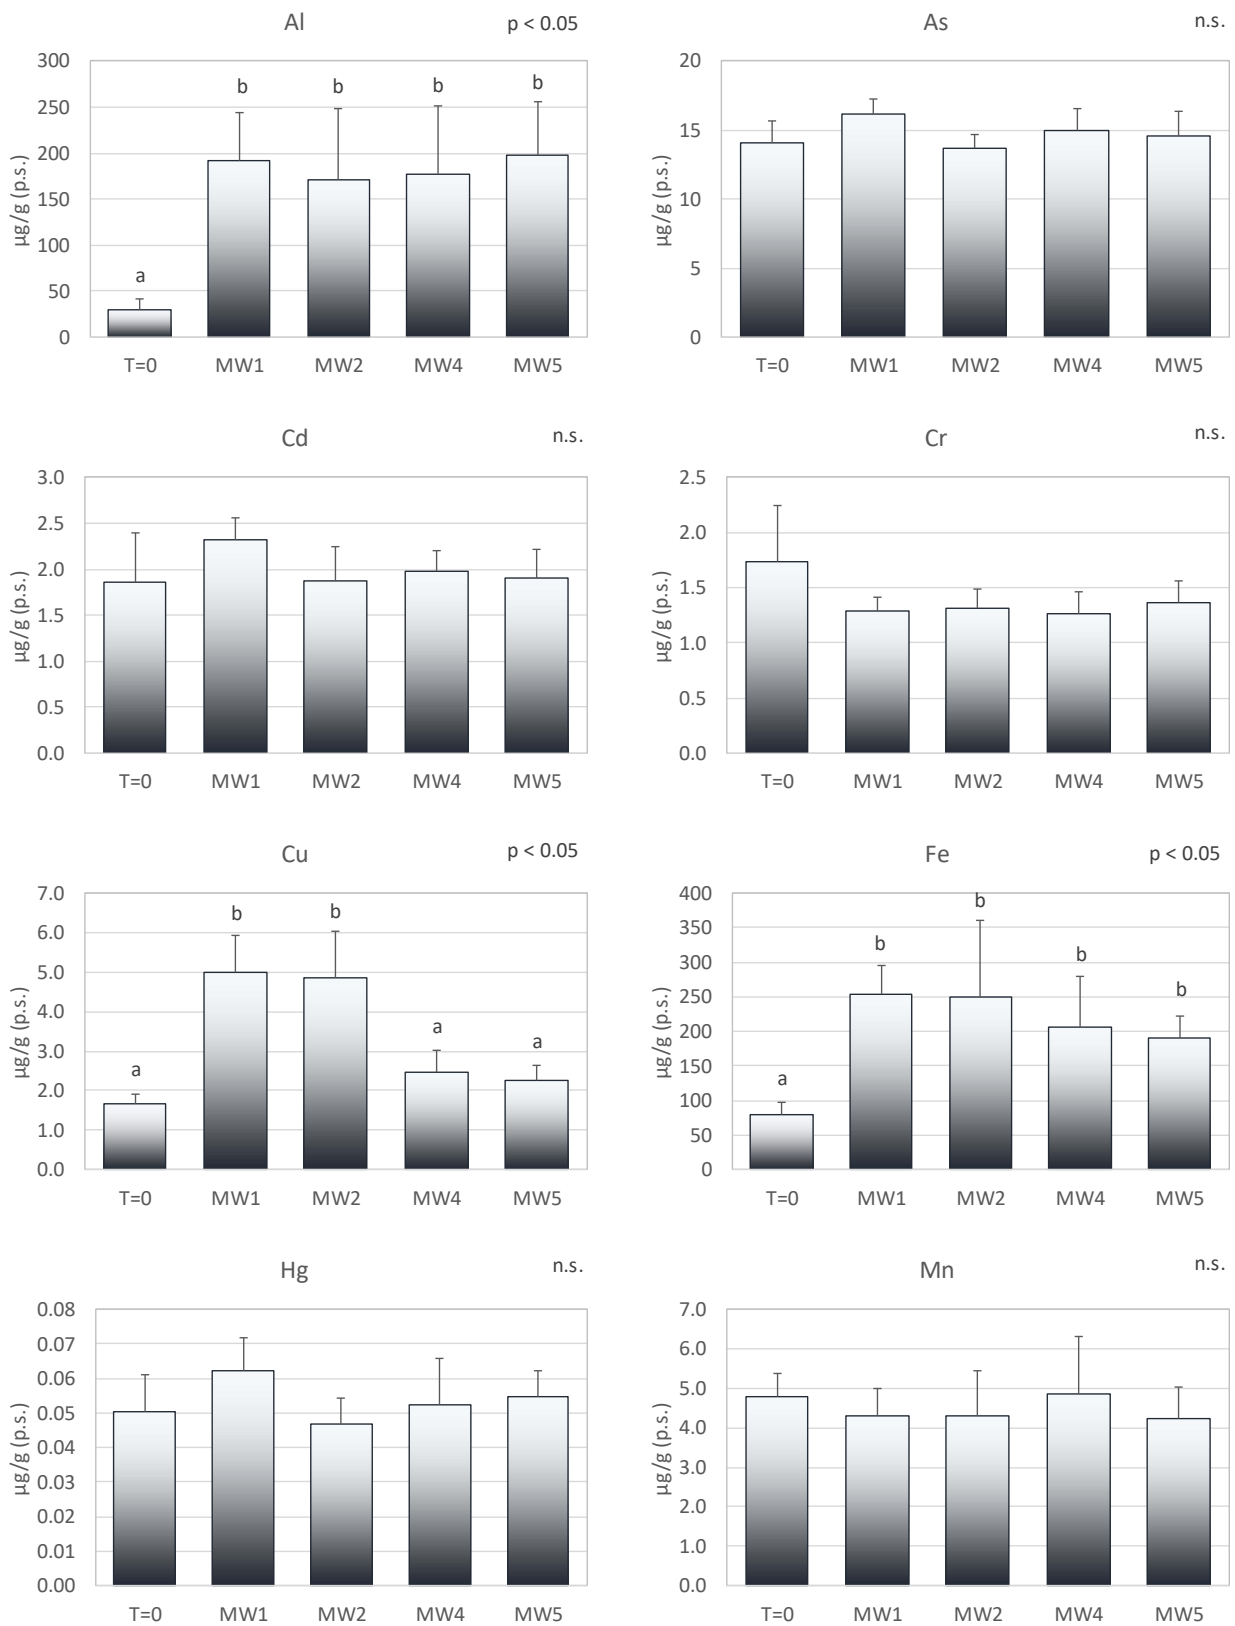 Al
p < 0.05
300
250
200
150
100
50
0
µg/g (p.s.)
a
b
b
b
b
T=0
MW1
MW2
MW4
MW5
As
n.s.
20
15
10
5
0
µg/g (p.s.)
T=0
MW1
MW2
MW4
MW5
Cd
n.s.
3.0
2.5
2.0
1.5
1.0
0.5
0.0
µg/g (p.s.)
T=0
MW1
MW2
MW4
MW5
Cr
n.s.
2.5
2.0
1.5
1.0
0.5
0.0
µg/g (p.s.)
T=0
MW1
MW2
MW4
MW5
Cu
p < 0.05
7.0
6.0
5.0
4.0
3.0
2.0
1.0
0.0
µg/g (p.s.)
a
b
b
a
a
T=0
MW1
MW2
MW4
MW5
Fe
p < 0.05
400
350
300
250
200
150
100
50
0
µg/g (p.s.)
a
b
b
b
b
T=0
MW1
MW2
MW4
MW5
Hg
n.s.
0.08
0.07
0.06
0.05
0.04
0.03
0.02
0.01
0.00
µg/g (p.s.)
T=0
MW1
MW2
MW4
MW5
Mn
n.s.
7.0
6.0
5.0
4.0
3.0
2.0
1.0
0.0
µg/g (p.s.)
T=0
MW1
MW2
MW4
MW5